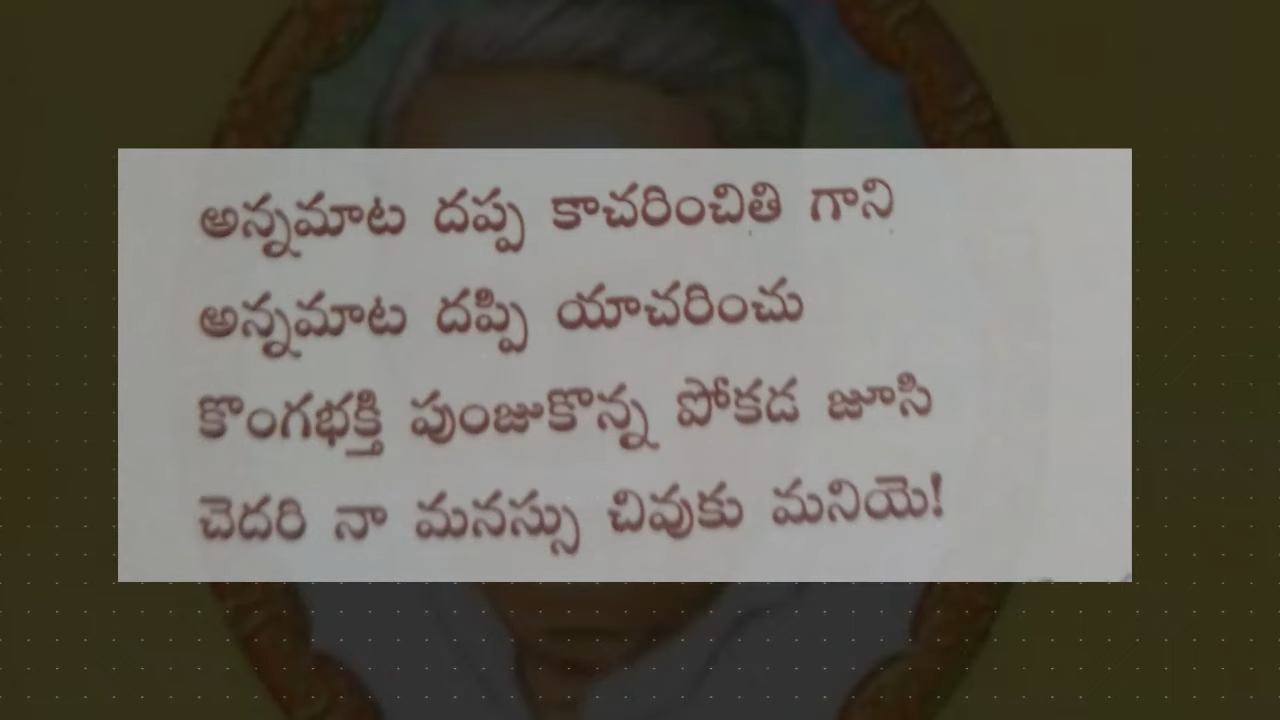 అన్నమాట దప్ప కాచరించితి గాని
అన్నమాట దప్పి యాచరించు
కొంగభక్తి పుంజుకొన్న పోకడ జూసి
చెదరి నా మనస్సు చివుకు మనియె!